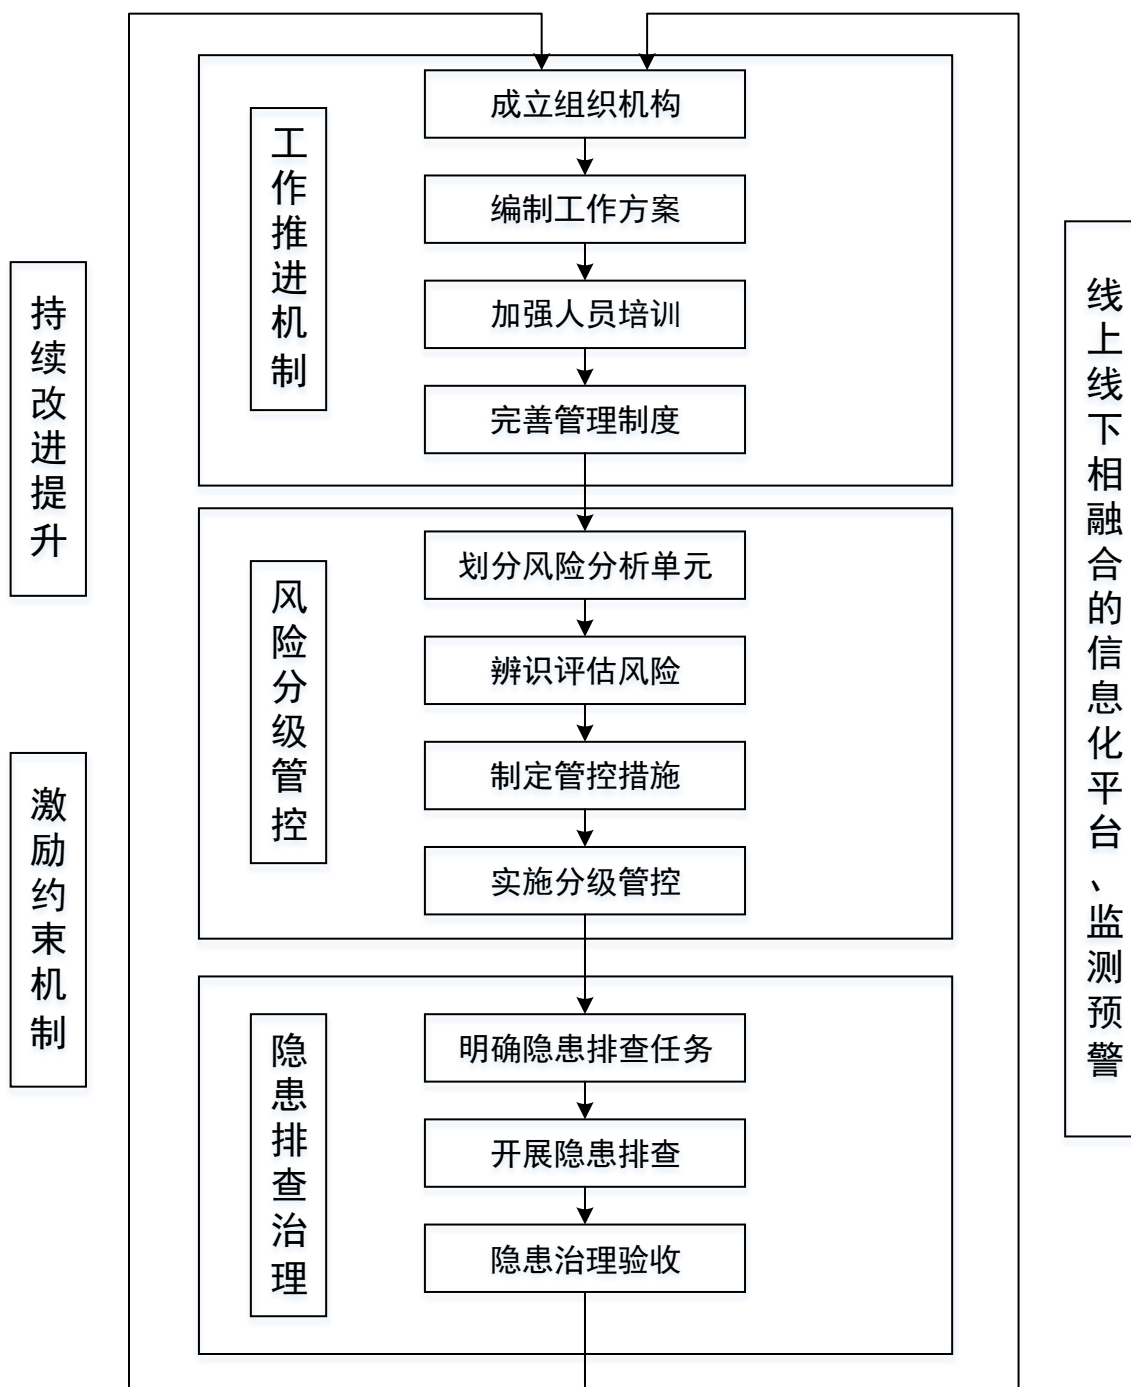 持续改进提升
激励约束机制
工作推进机制
成立组织机构
编制工作方案
加强人员培训
完善管理制度
风险分级管控
划分风险分析单元
辨识评估风险
制定管控措施
实施分级管控
隐患排查治理
明确隐患排查任务
开展隐患排查
隐患治理验收
线上线下相融合的信息化平台、监测预警